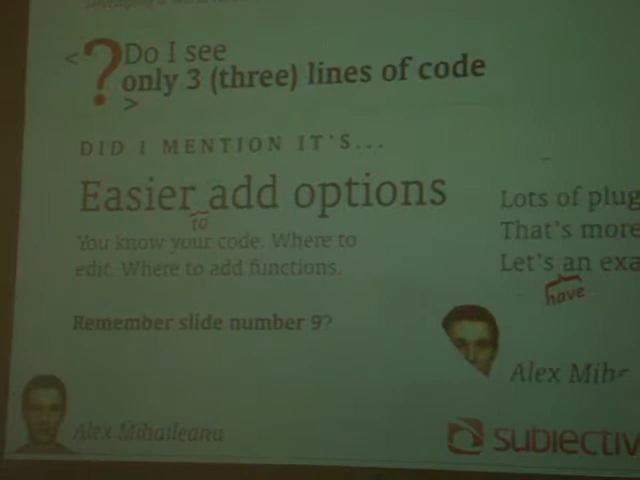 < ? Do I see
only 3 (three) lines of code
>
DID I MENTION IT'S...
Easier add options
to
You know your code. Where to
edit. Where to add functions.
Remember slide number 9?
Alex Mihaileanu
Lots of plug
That's more
Let's an exa
have
Alex Mih
subiectiv